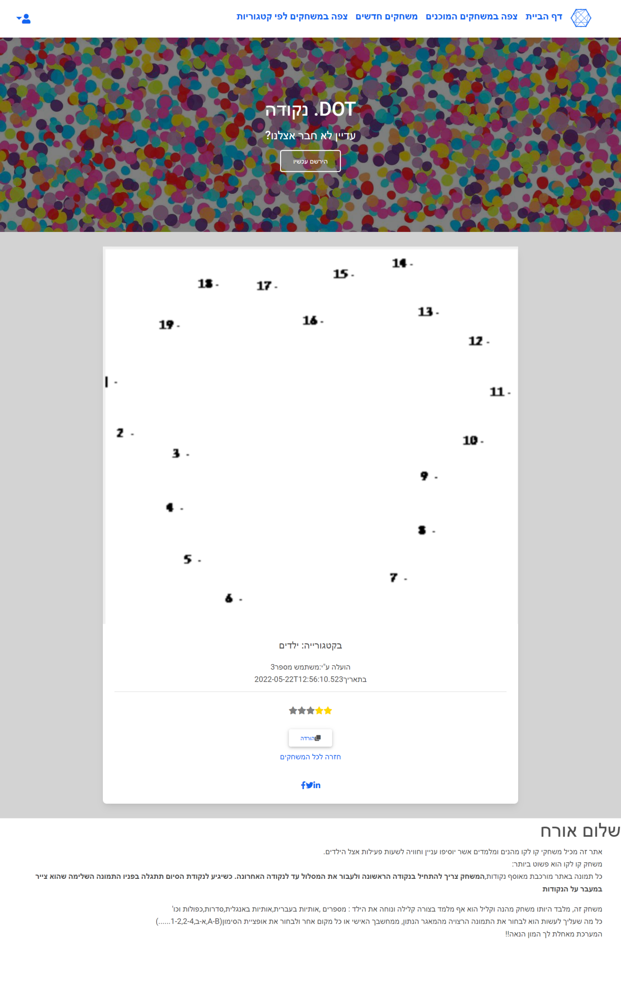 דף הביית צפה במשחקים המוכנים משחקים חדשים צפה במשחקים לפי קטגוריות
DOT. נקודה
עדיין לא חבר אצלנו?
הירשם עכשיו
14 -
15 -
18 -
17 -
13 -
16 -
19 -
12 -
1 -
11 -
2 -
10 -
3 -
9 -
4 -
8 -
5 -
7 -
6 -
בקטגורייה: ילדים
הועלה ע"י:משתמש מספר3
בתאריך2022-05-22T12:56:10.523
הורדה
חזרה לכל המשחקים
שלום אורח
אתר זה מכיל משחקי קו לקו מהנים ומלמדים אשר יוסיפו עניין וחוויה לשעות פעילות אצל הילדים.
משחק קו לקו הוא פשוט ביותר:
כל תמונה באתר מורכבת מאוסף נקודות,המשחק צריך להתחיל בנקודה הראשונה ולעבור את המסלול עד לנקודה האחרונה. כשיגיע לנקודת הסיום תתגלה בפניו התמונה השלימה שהוא צייר
במעבר על הנקודות
משחק זה, מלבד היותו משחק מהנה וקליל הוא אף מלמד בצורה קלילה ונוחה את הילד : מספרים ,אותיות בעברית,אותיות באנגלית,סדרות,כפולות וכו'
כל מה שעליך לעשות הוא לבחור את התמונה הרצויה מהמאגר הנתון, ממחשבך האישי או כל מקום אחר ולבחור את אופציית הסימון(A-B,א-ב,1-2,2-4......)
המערכת מאחלת לך המון הנאה!!